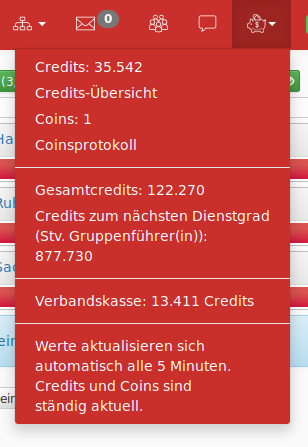 0
Credits: 35.542
Credits-Übersicht
Coins: 1
Coinsprotokoll
Gesamtcredits: 122.270
Credits zum nächsten Dienstgrad
(Stv. Gruppenführer(in)):
877.730
Verbandskasse: 13.411 Credits
Werte aktualisieren sich
automatisch alle 5 Minuten.
Credits und Coins sind
ständig aktuell.